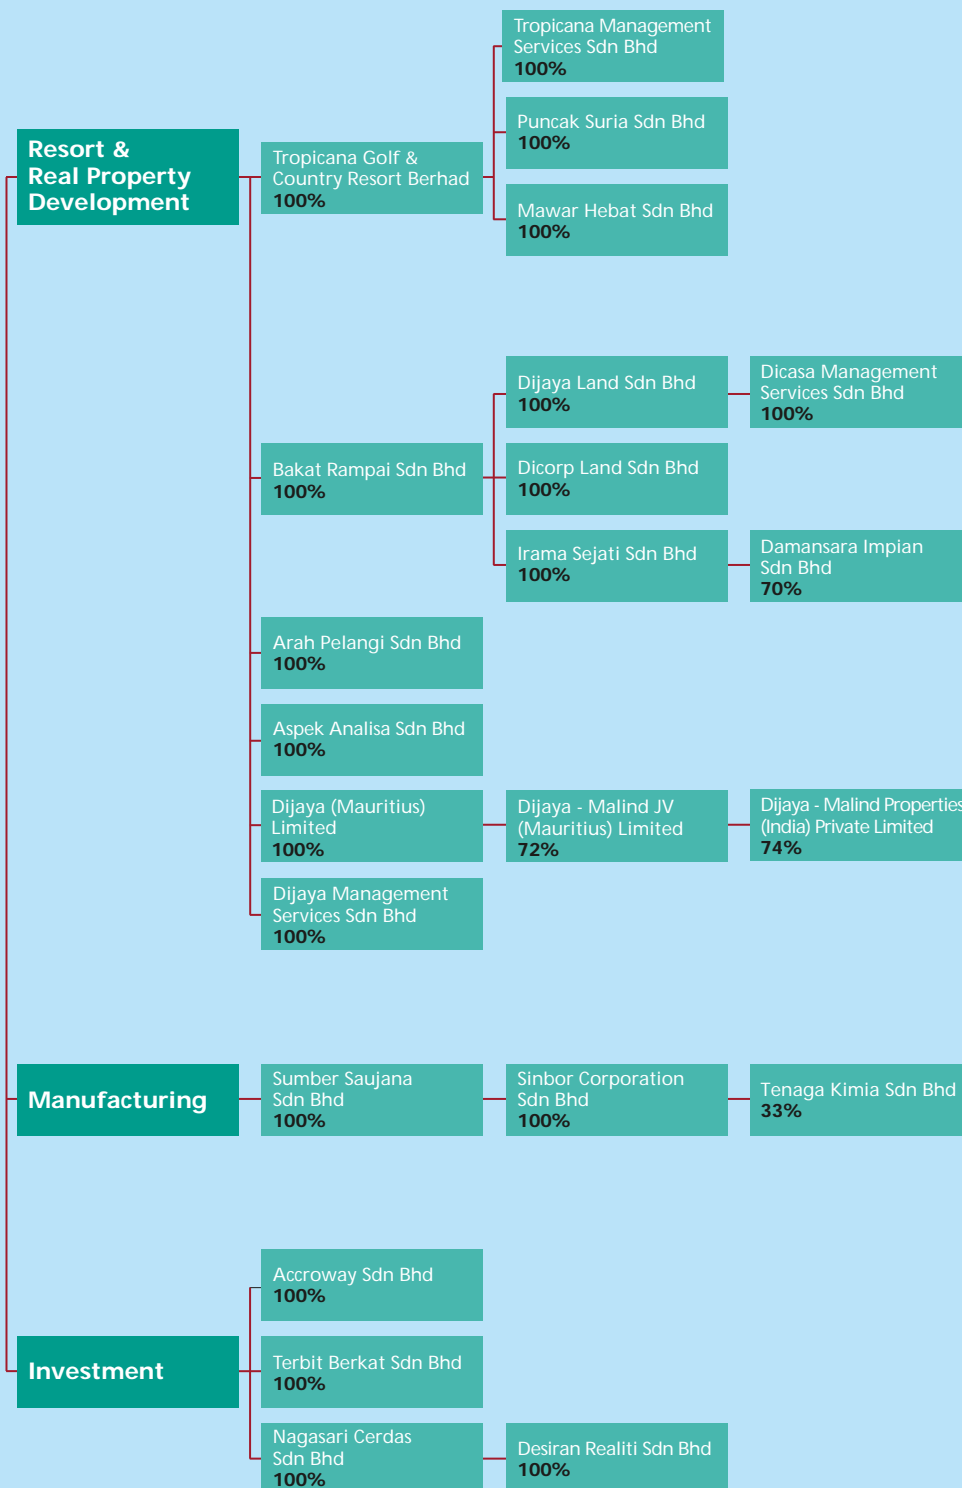 Resort &
Real Property
Development
Tropicana Golf &
Country Resort Berhad
100%
Tropicana Management
Services Sdn Bhd
100%
Puncak Suria Sdn Bhd
100%
Mawar Hebat Sdn Bhd
100%
Bakat Rampai Sdn Bhd
100%
Dijaya Land Sdn Bhd
100%
Dicasa Management
Services Sdn Bhd
100%
Dicorp Land Sdn Bhd
100%
Irama Sejati Sdn Bhd
100%
Damansara Impian
Sdn Bhd
70%
Arah Pelangi Sdn Bhd
100%
Aspek Analisa Sdn Bhd
100%
Dijaya (Mauritius)
Limited
100%
Dijaya - Malind JV
(Mauritius) Limited
72%
Dijaya - Malind Properties
(India) Private Limited
74%
Dijaya Management
Services Sdn Bhd
100%
Manufacturing
Sumber Saujana
Sdn Bhd
100%
Sinbor Corporation
Sdn Bhd
100%
Tenaga Kimia Sdn Bhd
33%
Investment
Accroway Sdn Bhd
100%
Terbit Berkat Sdn Bhd
100%
Nagasari Cerdas
Sdn Bhd
100%
Desiran Realiti Sdn Bhd
100%